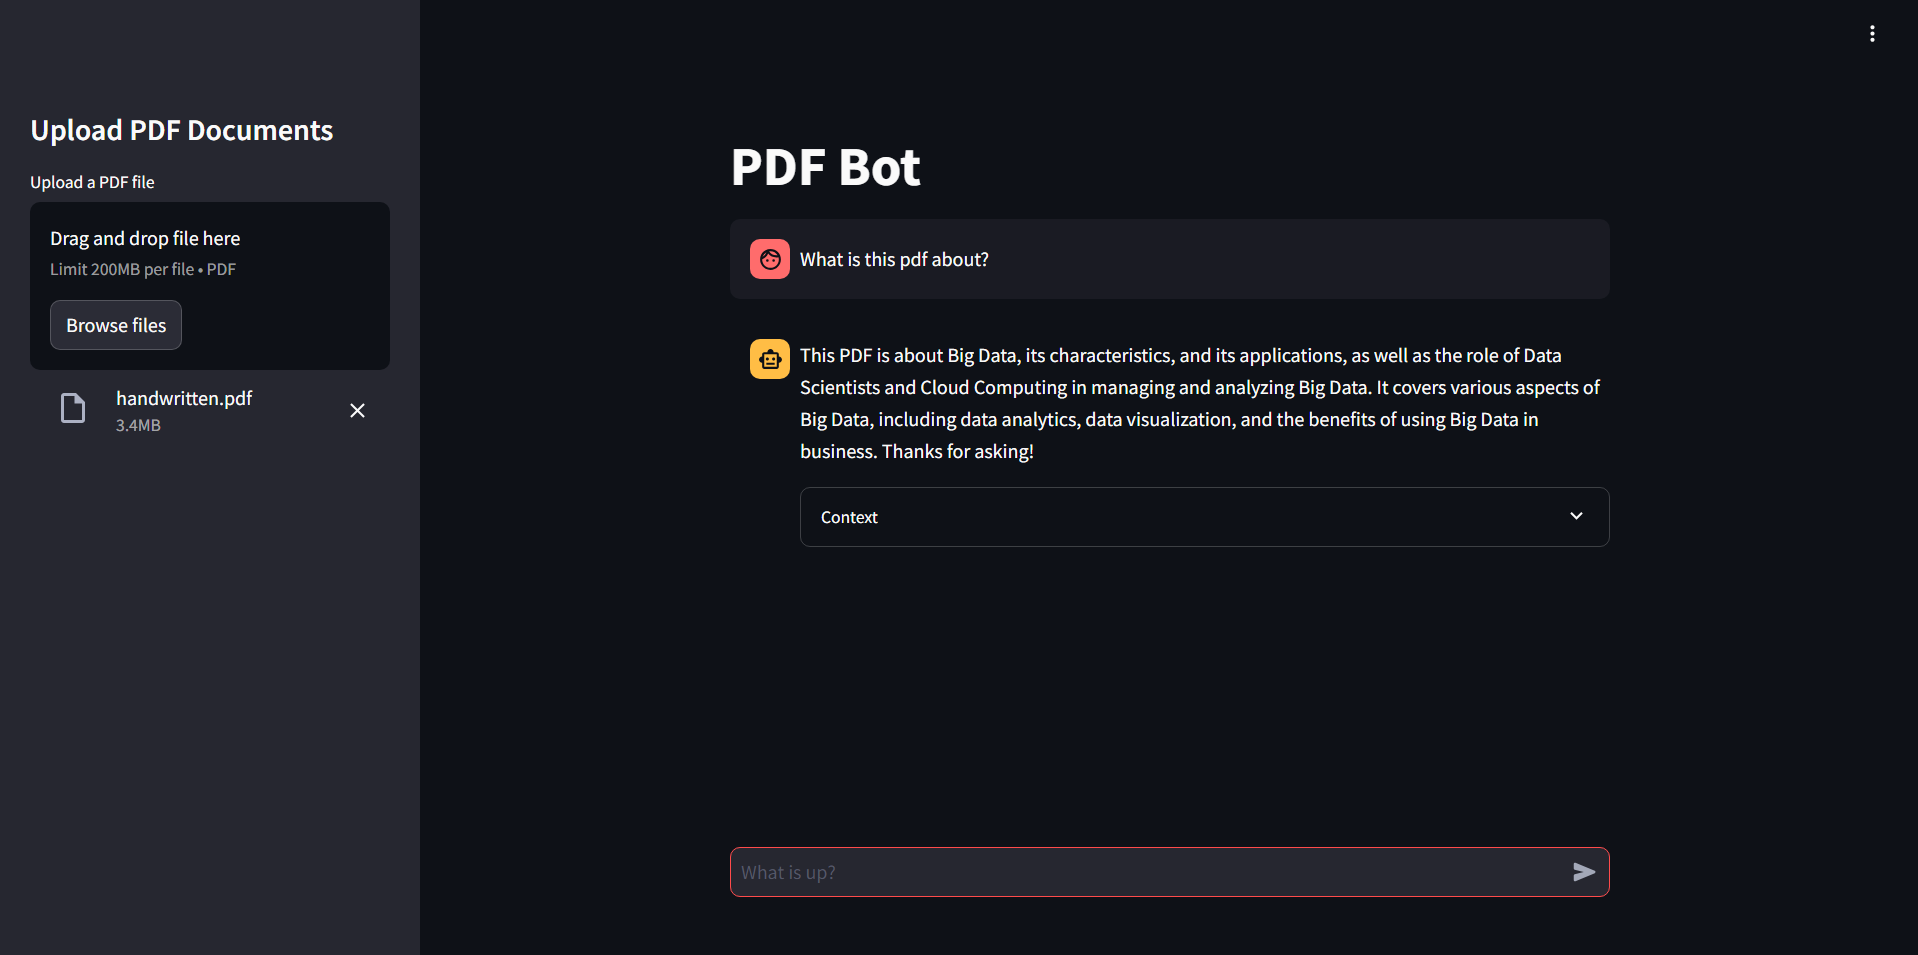 Upload PDF Documents
Upload a PDF file
Drag and drop file here
Limit 200MB per file • PDF
Browse files
handwritten.pdf
3.4MB
PDF Bot
What is this pdf about?
This PDF is about Big Data, its characteristics, and its applications, as well as the role of Data
Scientists and Cloud Computing in managing and analyzing Big Data. It covers various aspects of
Big Data, including data analytics, data visualization, and the benefits of using Big Data in
business. Thanks for asking!
Context
What is up?